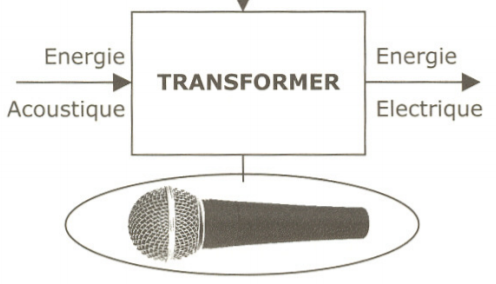 Energie
Acoustique
TRANSFORMER
Energie
Electrique